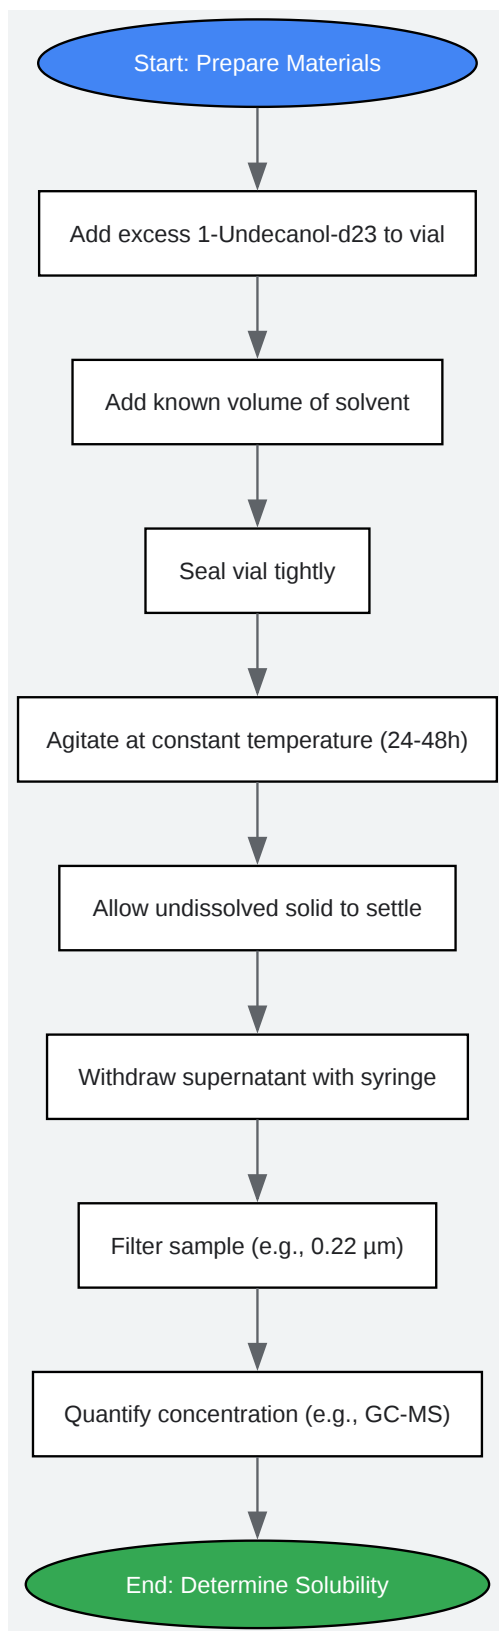 Start: Prepare Materials
Add excess 1-Undecanol-d23 to vial
Add known volume of solvent
Seal vial tightly
Agitate at constant temperature (24-48h)
Allow undissolved solid to settle
Withdraw supernatant with syringe
Filter sample (e.g., 0.22 µm)
Quantify concentration (e.g., GC-MS)
End: Determine Solubility